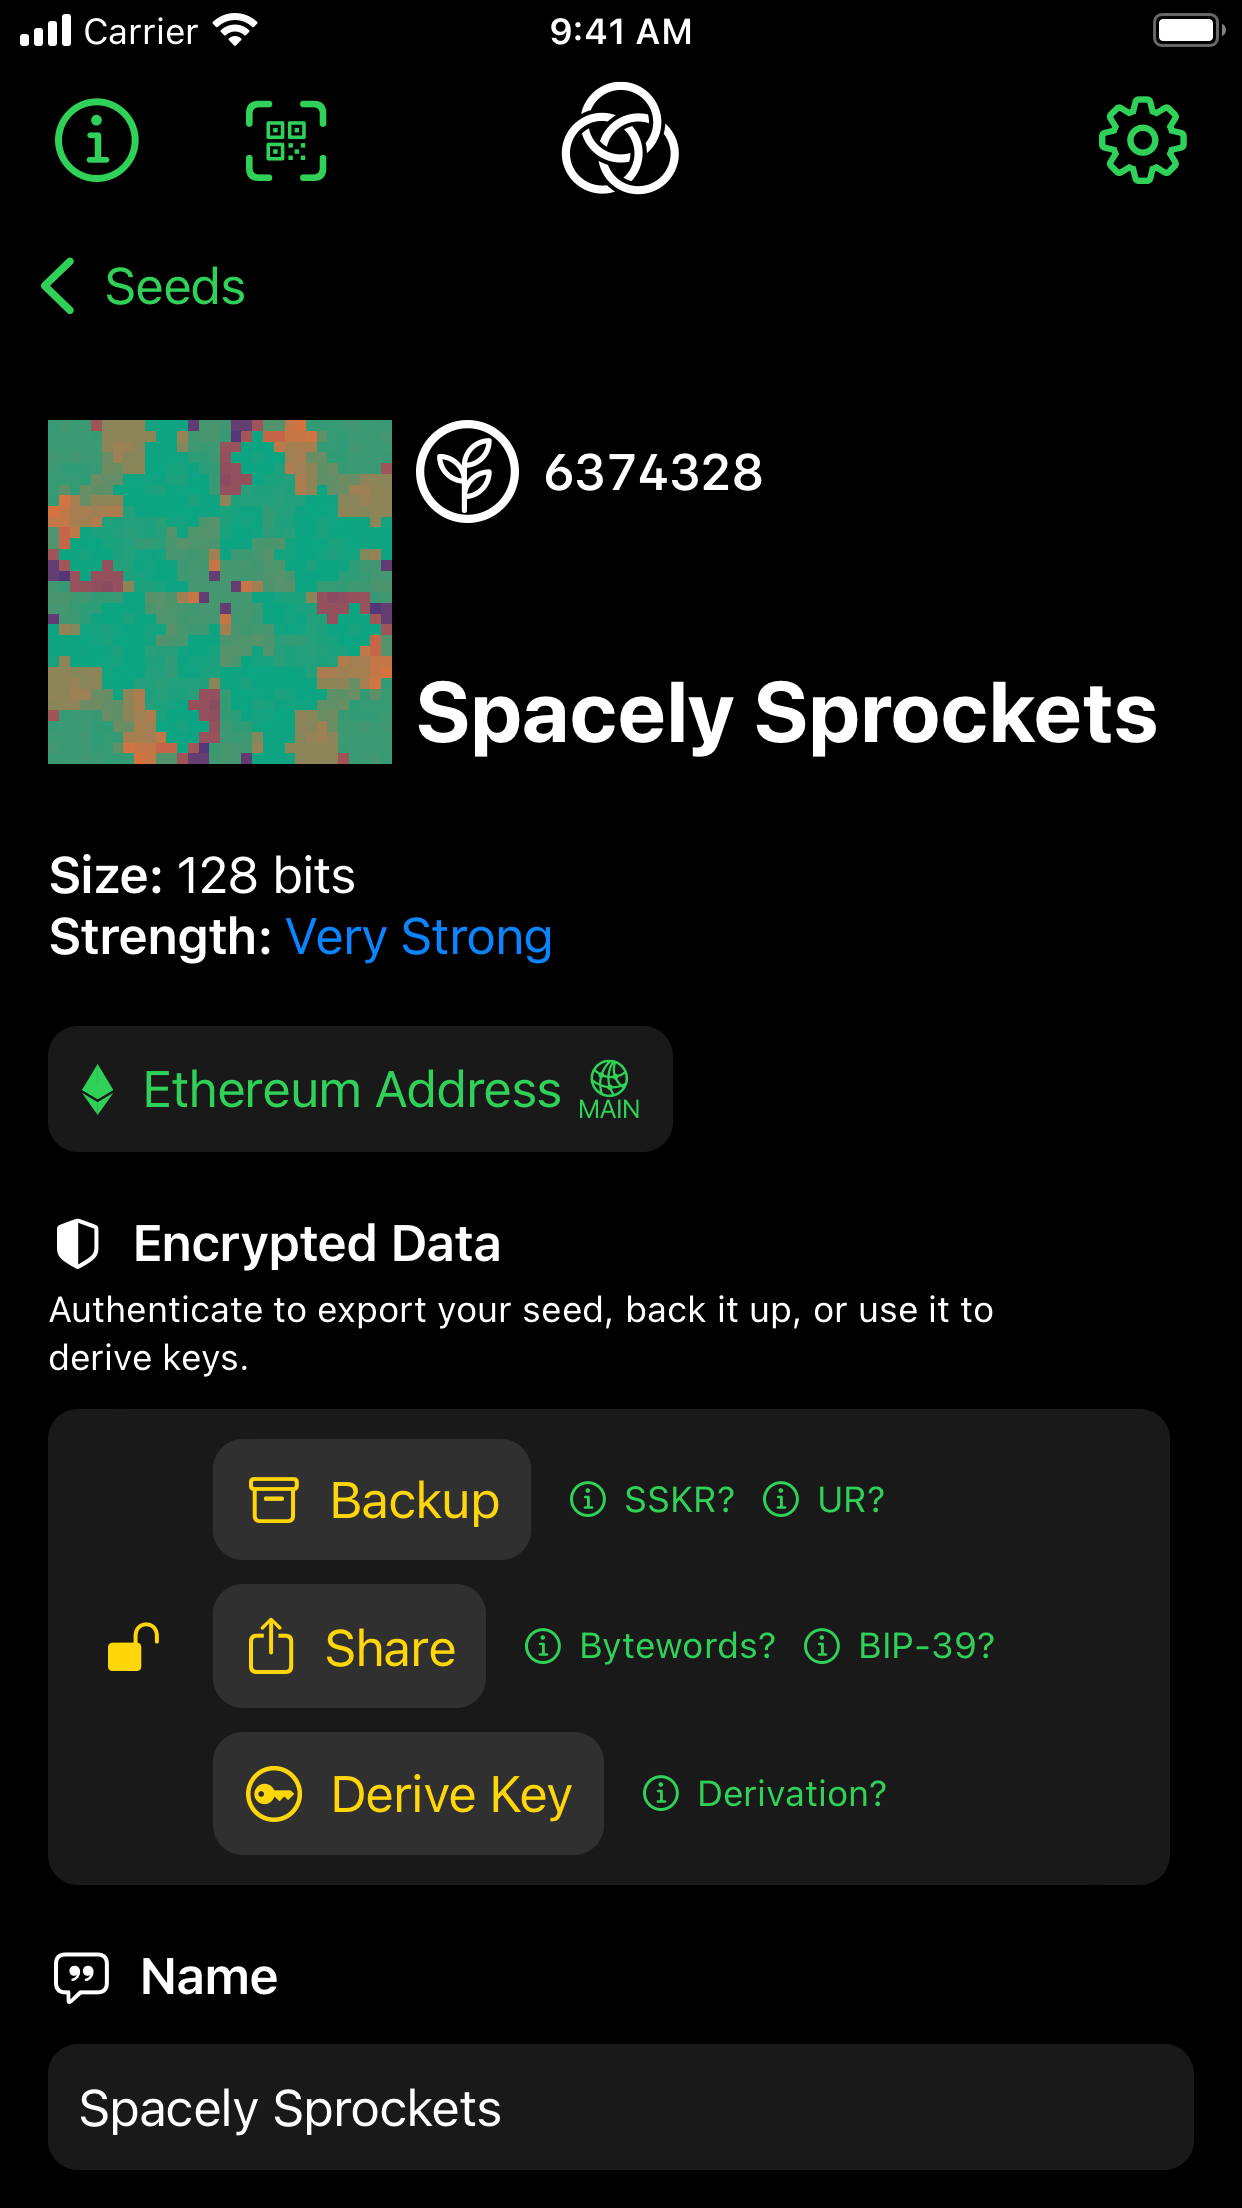 Carrier 9:41 AM
Seeds
6374328
Spacely Sprockets
Size: 128 bits
Strength: Very Strong
Ethereum Address MAIN
Encrypted Data
Authenticate to export your seed, back it up, or use it to
derive keys.
Backup SSKR? UR?
Share Bytewords? BIP-39?
Derive Key Derivation?
Name
Spacely Sprockets